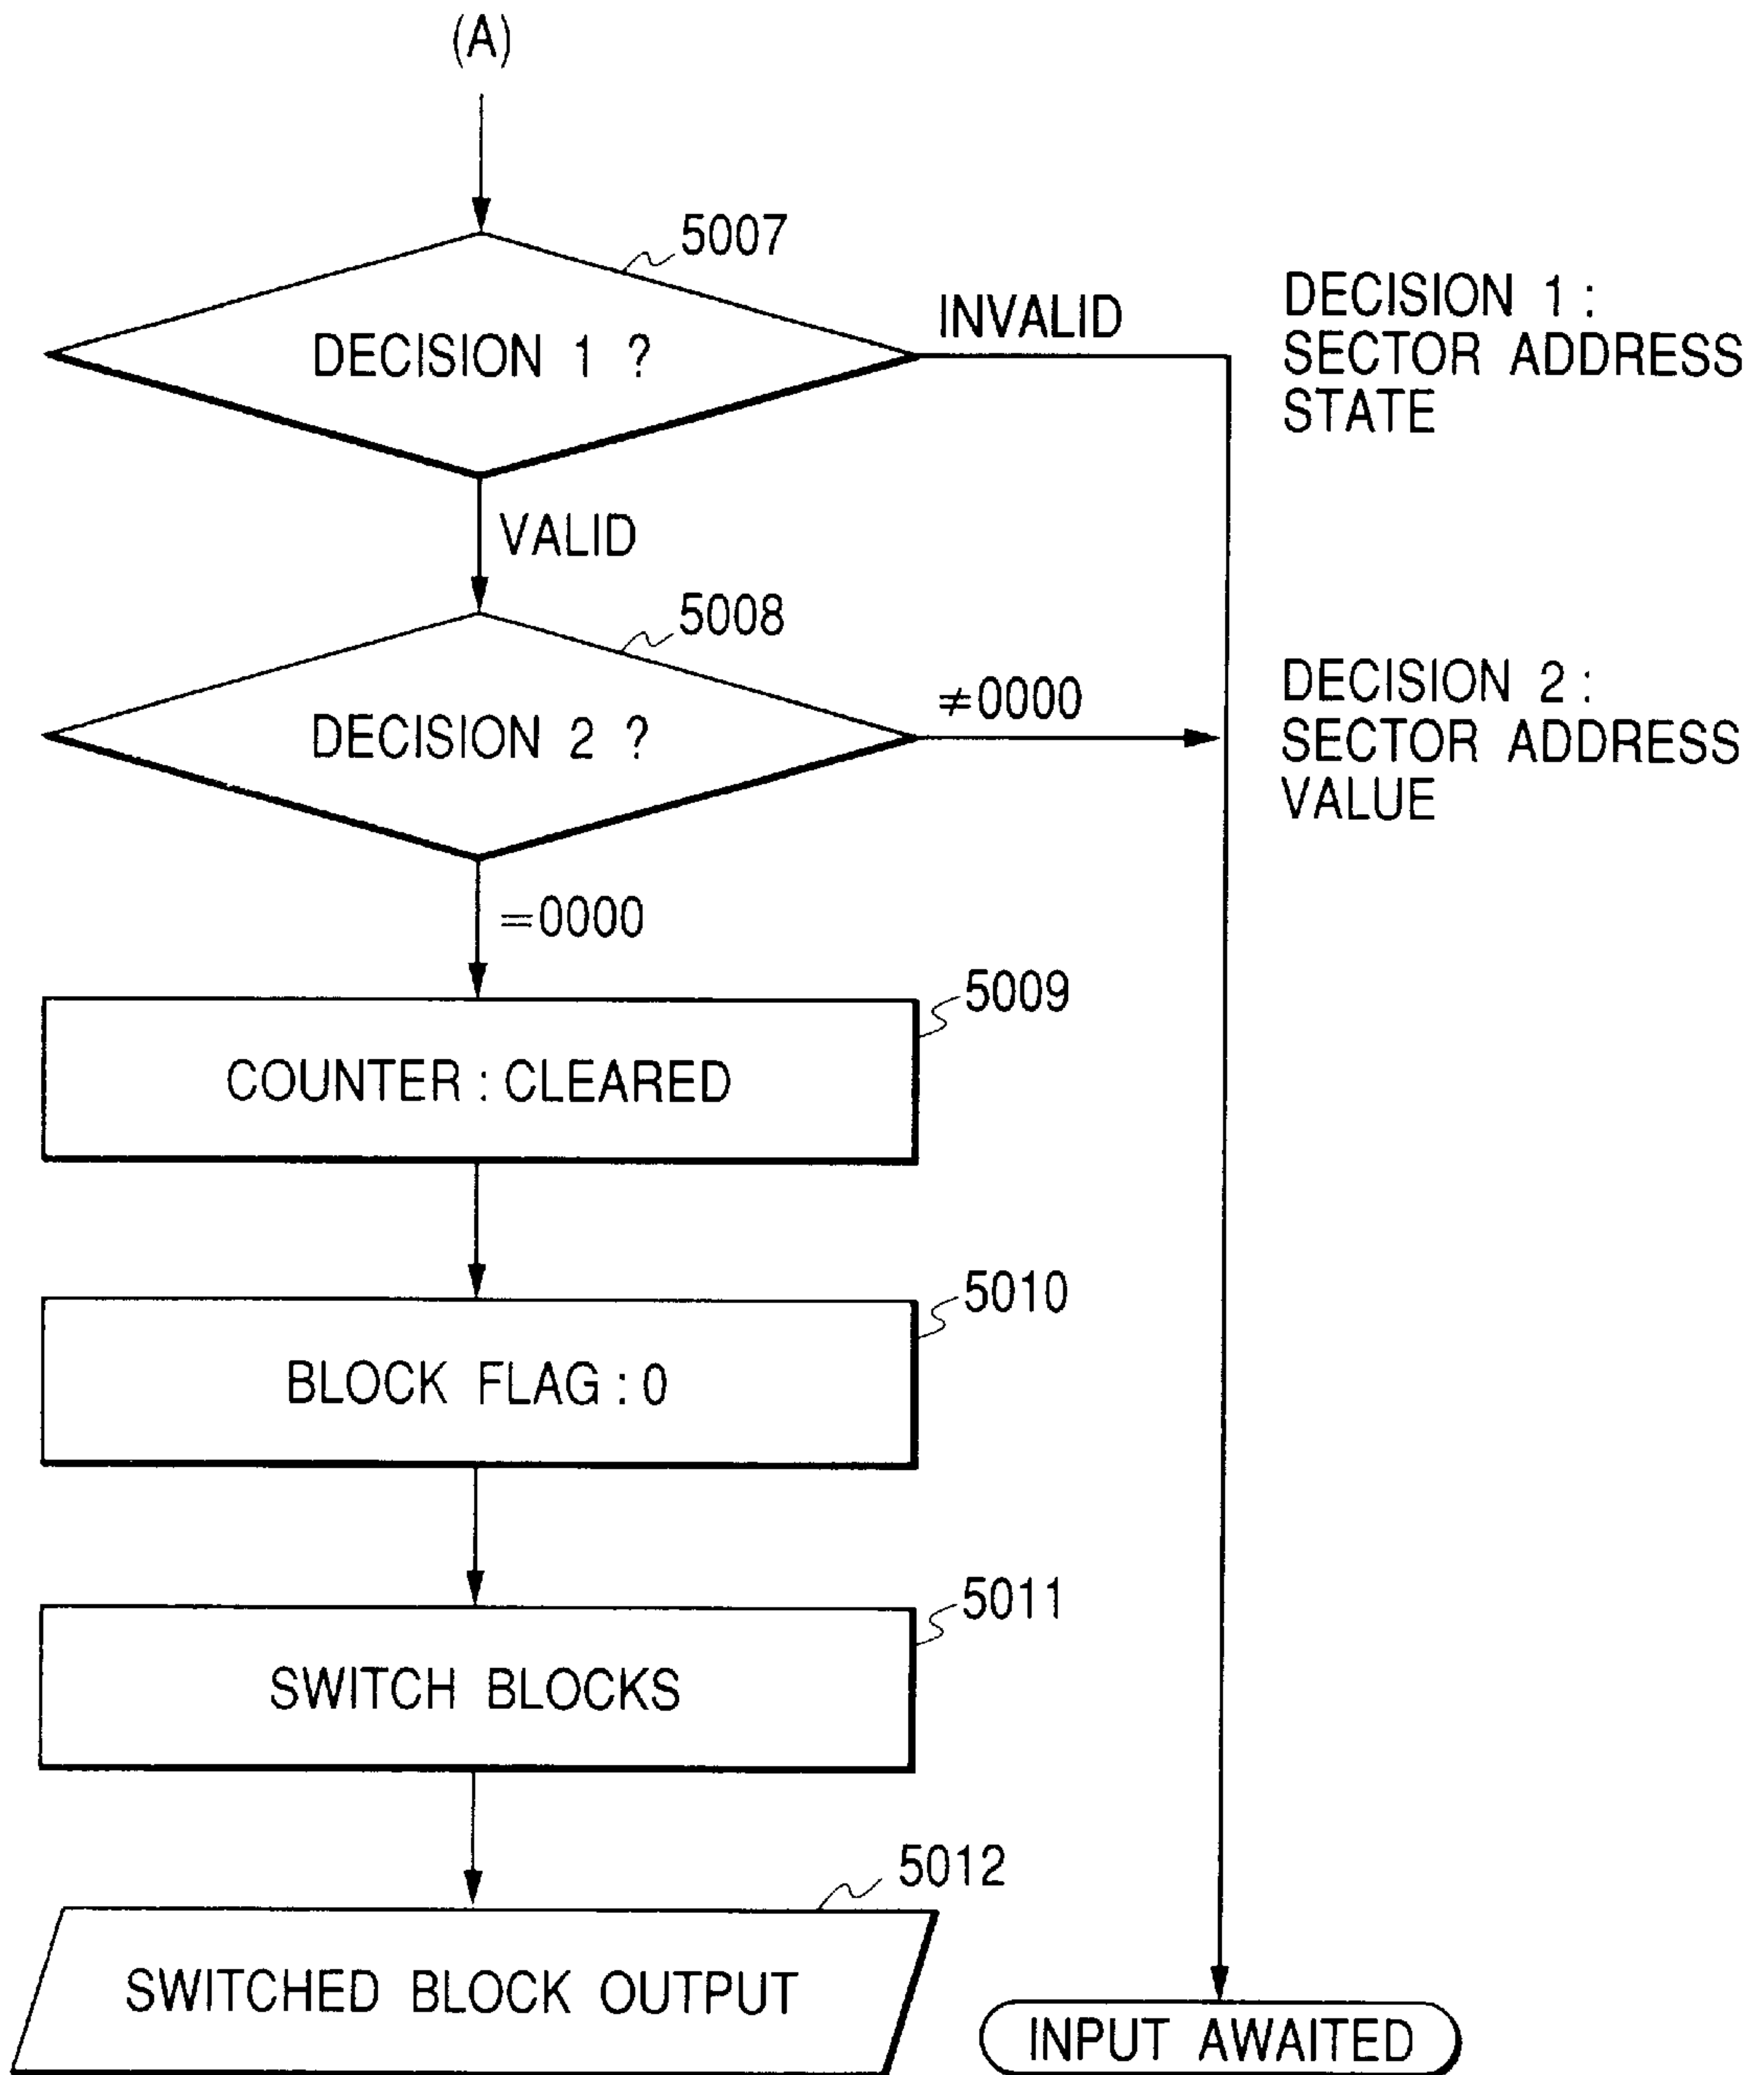 (A)
5007
DECISION 1 ?
INVALID
DECISION 1 :
SECTOR ADDRESS
STATE
VALID
5008
DECISION 2 ?
≠0000
DECISION 2 :
SECTOR ADDRESS
VALUE
=0000
5009
COUNTER : CLEARED
5010
BLOCK FLAG : 0
5011
SWITCH BLOCKS
5012
SWITCHED BLOCK OUTPUT
INPUT AWAITED